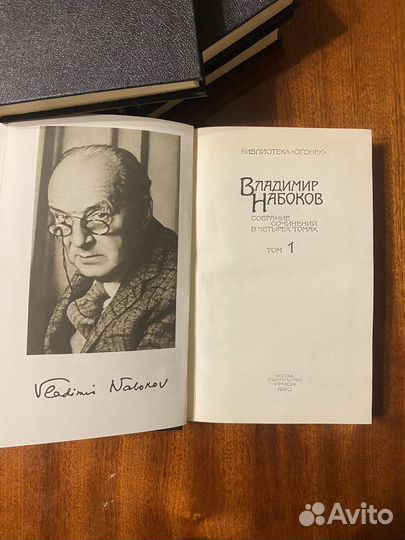 Vladimir Nabokov
БИБЛИОТЕКА «ОГОНЕК»
ВЛАДИМИР
НАБОКОВ
СОБРАНИЕ
СОЧИНЕНИЙ
В ЧЕТЫРЕХ ТОМАХ
ТОМ 1
МОСКВА
ИЗДАТЕЛЬСТВО
«ПРАВДА»
1990
Avito